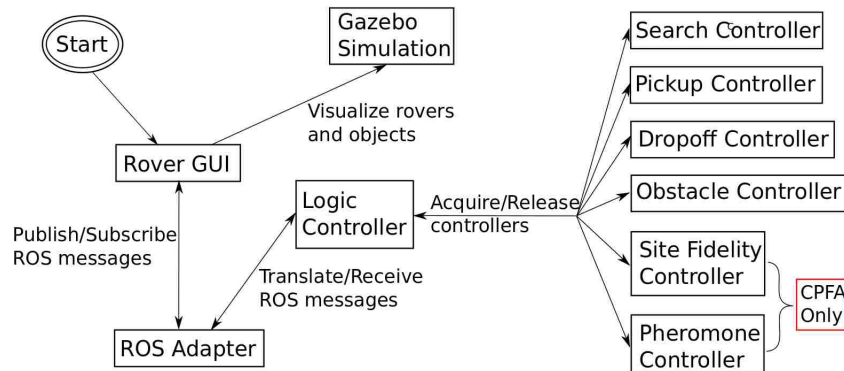 Start
Gazebo
Simulation
Visualize rovers
and objects
Rover GUI
Publish/Subscribe
ROS messages
Logic
Controller
Translate/Receive
ROS messages
ROS Adapter
Acquire/Release
controllers
Search Controller
Pickup Controller
Dropoff Controller
Obstacle Controller
Site Fidelity
Controller
Pheromone
Controller
CPFA
Only